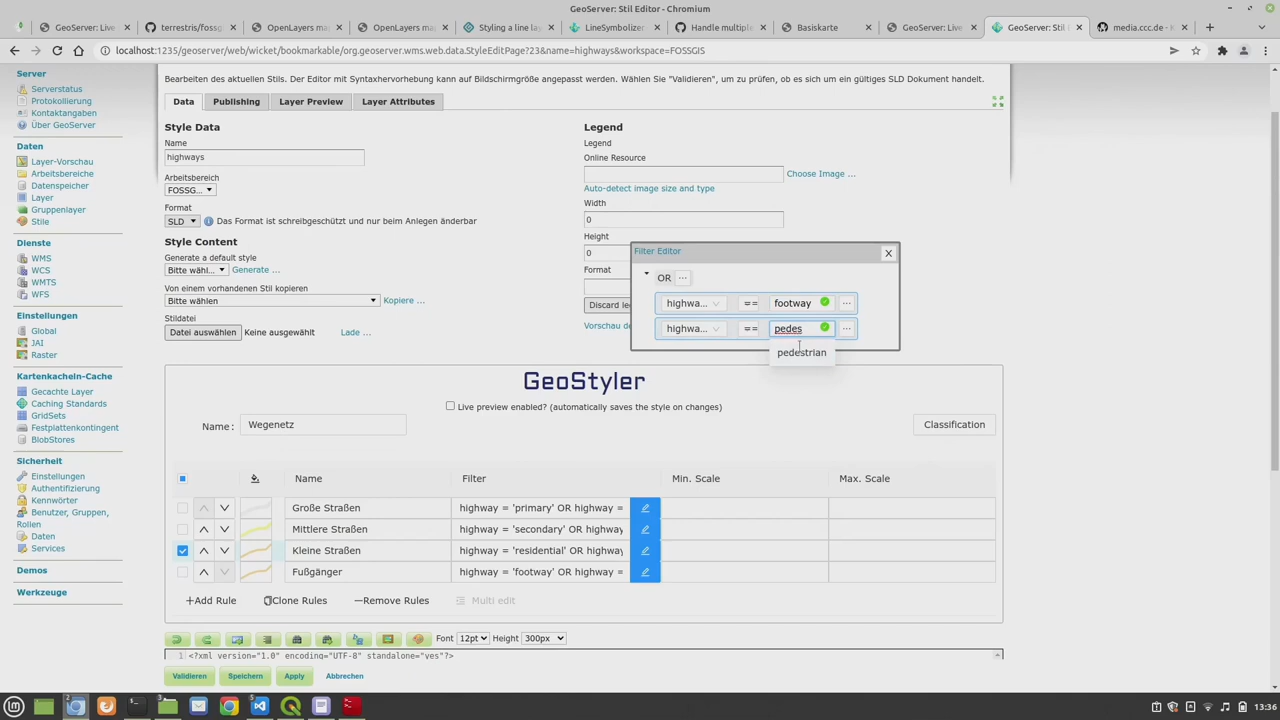 GeoServer: Stil Editor - Chromium
GeoServer: Live
terrestris/fossg
OpenLayers ma
OpenLayers ma
Styling a line la
LineSymbolizer
Handle multiple
Basiskarte
GeoServer: Live
GeoServer: Stil
media.ccc.de - K
localhost:1235/geoserver/web/wicket/bookmarkable/org.geoserver.wms.web.data.StyleEditPage?23&name=highways&workspace=FOSSGIS
Server
Serverstatus
Protokollierung
Kontaktangaben
Über GeoServer
Daten
Layer-Vorschau
Arbeitsbereiche
Datenspeicher
Layer
Gruppenlayer
Stile
Dienste
WMS
WCS
WMTS
WFS
Einstellungen
Global
JAI
Raster
Kartenkacheln-Cache
Gecachte Layer
Caching Standards
GridSets
Festplattenkontingent
BlobStores
Sicherheit
Einstellungen
Authentifizierung
Kennwörter
Benutzer, Gruppen,
Rollen
Daten
Services
Demos
Werkzeuge
Bearbeiten des aktuellen Stils. Der Editor mit Syntaxhervorhebung kann auf Bildschirmgröße angepasst werden. Wählen Sie "Validieren", um zu prüfen, ob es sich um ein gültiges SLD Dokument handelt.
Data
Publishing
Layer Preview
Layer Attributes
Style Data
Name
highways
Arbeitsbereich
FOSSG...
Format
SLD
Das Format ist schreibgeschützt und nur beim Anlegen änderbar
Style Content
Generate a default style
Bitte wähl...
Generate ...
Von einem vorhandenen Stil kopieren
Bitte wählen
Kopiere ...
Stildatei
Datei auswählen
Keine ausgewählt
Lade ...
Legend
Legend
Online Resource
Choose Image ...
Auto-detect image size and type
Width
0
Height
0
Format
Discard le
Vorschau de
Filter Editor
X
OR
...
highwa...
==
footway
...
highwa...
==
pedes
...
pedestrian
GeoStyler
Live preview enabled? (automatically saves the style on changes)
Name:
Wegenetz
Classification
Name
Filter
Min. Scale
Max. Scale
Große Straßen
highway = 'primary' OR highway =
Mittlere Straßen
highway = 'secondary' OR highway
Kleine Straßen
highway = 'residential' OR highway
Fußgänger
highway = 'footway' OR highway =
+Add Rule
Clone Rules
Remove Rules
Multi edit
Font
12pt
Height
300px
1
<?xml version="1.0" encoding="UTF-8" standalone="yes"?>
Validieren
Speichern
Apply
Abbrechen
2
3
5
13:36